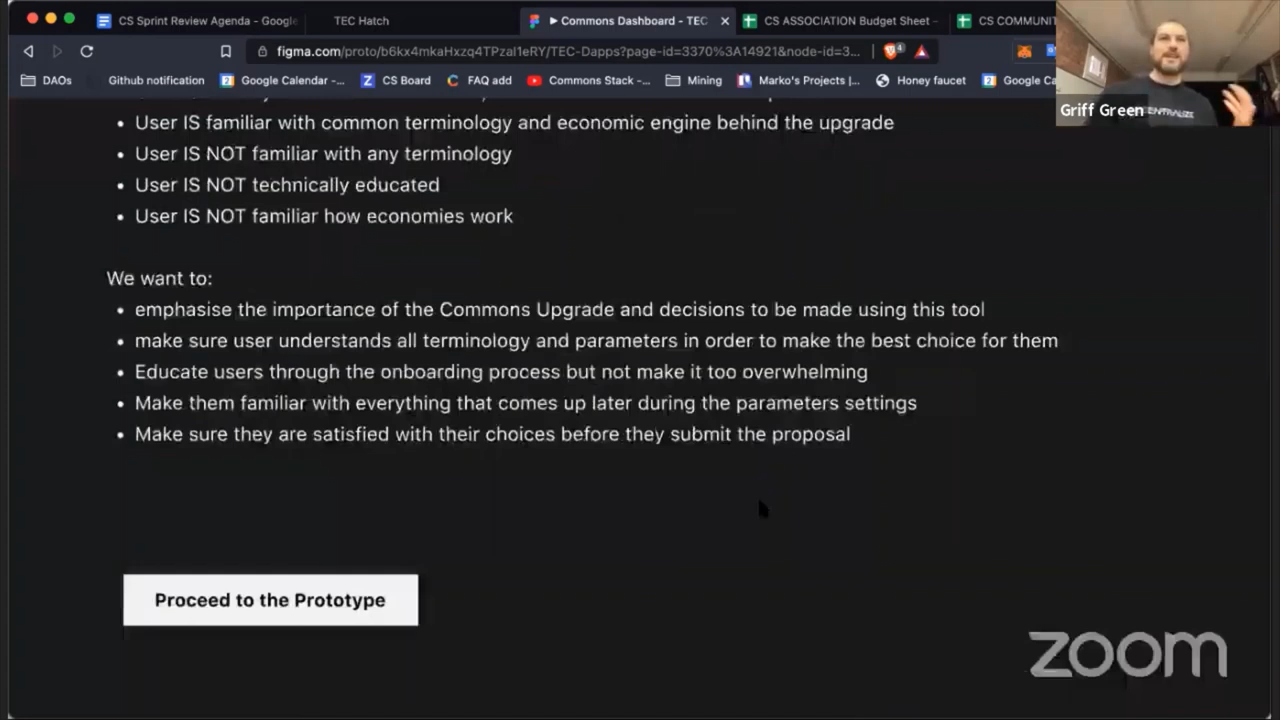 CS Sprint Review Agenda - Google
TEC Hatch
▶ Commons Dashboard - TEC
CS ASSOCIATION Budget Sheet -
CS COMMUNI
figma.com/proto/b6kx4mkaHxzq4TPzaI1eRY/TEC-Dapps?page-id=3370%3A14921&node-id=3...
4
DAOs
Github notification
Google Calendar -...
CS Board
FAQ add
Commons Stack -...
Mining
Marko's Projects |...
Honey faucet
Google Ca
Griff Green
• User IS familiar with common terminology and economic engine behind the upgrade
• User IS NOT familiar with any terminology
• User IS NOT technically educated
• User IS NOT familiar how economies work
We want to:
• emphasise the importance of the Commons Upgrade and decisions to be made using this tool
• make sure user understands all terminology and parameters in order to make the best choice for them
• Educate users through the onboarding process but not make it too overwhelming
• Make them familiar with everything that comes up later during the parameters settings
• Make sure they are satisfied with their choices before they submit the proposal
Proceed to the Prototype
zoom